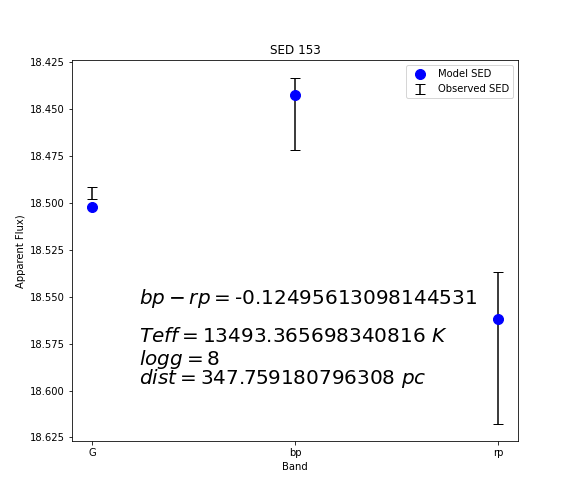 SED 153
18.425
18.450
18.475
18.500
18.525
18.550
18.575
18.600
18.625
Apparent Flux)
Model SED
Observed SED
bp − rp = -0.12495613098144531
Teff = 13493.365698340816 K
logg = 8
dist = 347.759180796308 pc
G bp rp
Band